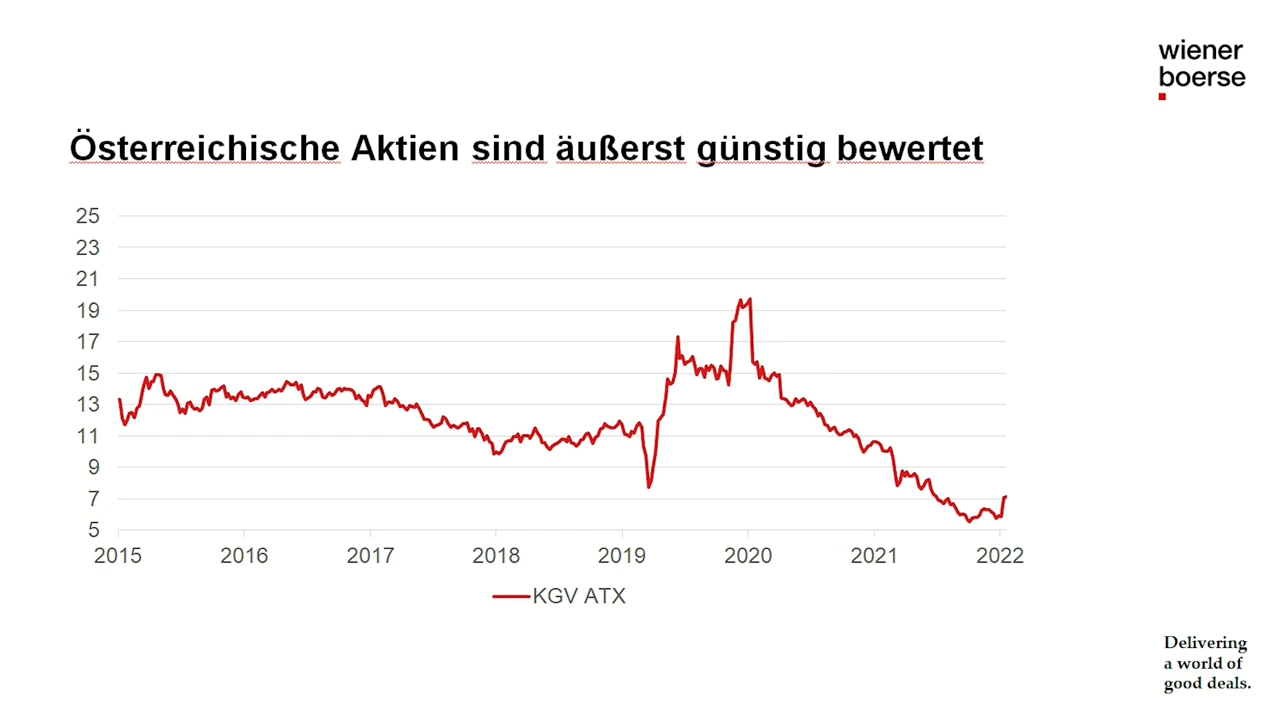 wiener
boerse
Österreichische Aktien sind äußerst günstig bewertet
25
23
21
19
17
15
13
11
9
7
5
2015 2016 2017 2018 2019 2020 2021 2022
KGV ATX
Delivering
a world of
good deals.